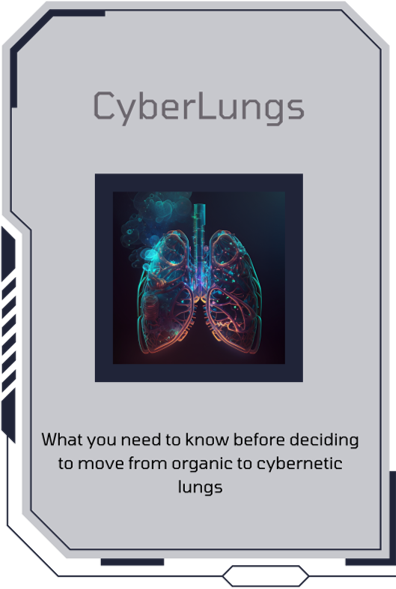 CyberLungs
What you need to know before deciding
to move from organic to cybernetic
lungs